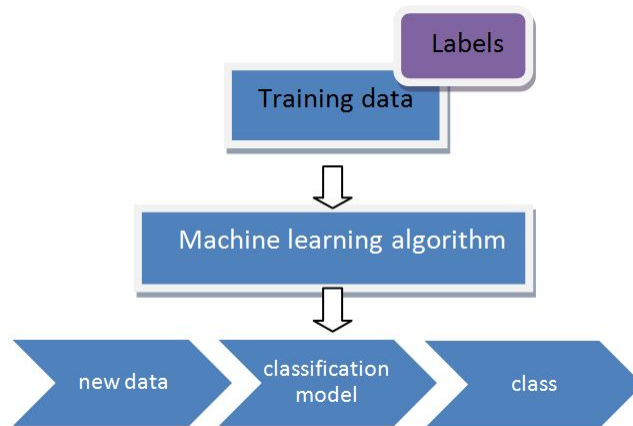 Labels
Training data
Machine learning algorithm
new data
classification
model
class